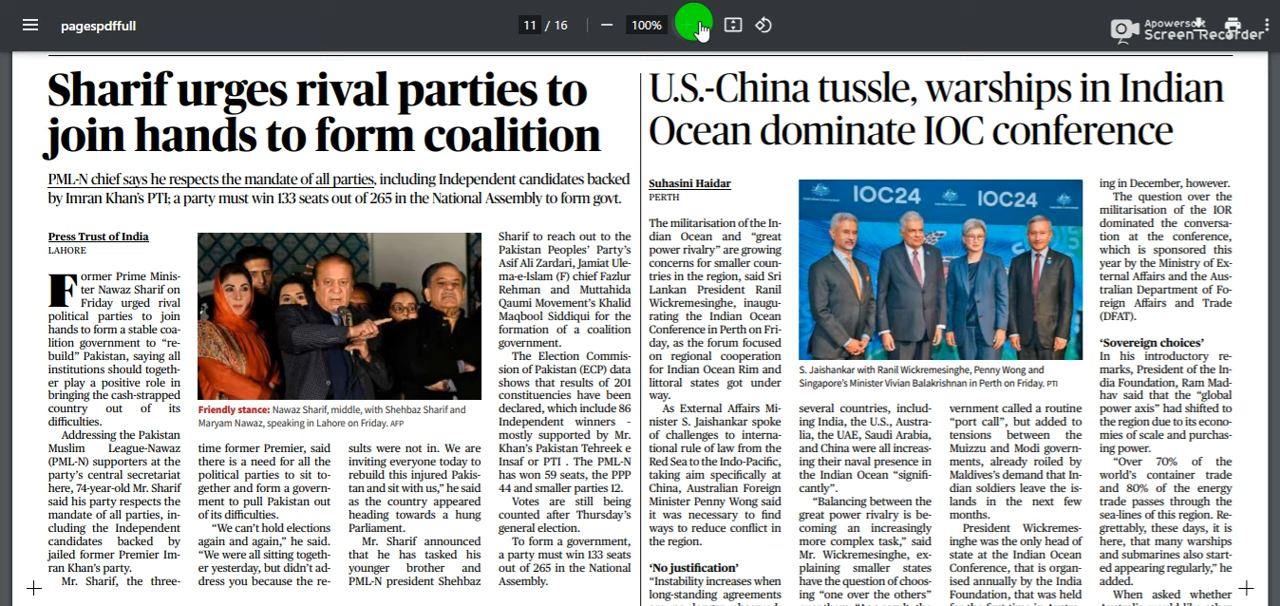 pagespdffull
11 / 16
100%
Apowersoft
Screen Recorder
Sharif urges rival parties to
join hands to form coalition
PML-N chief says he respects the mandate of all parties, including Independent candidates backed
by Imran Khan's PTI; a party must win 133 seats out of 265 in the National Assembly to form govt.
Press Trust of India
LAHORE
Former Prime Minis-
ter Nawaz Sharif on
Friday urged rival
political parties to join
hands to form a stable coa-
lition government to “re-
build” Pakistan, saying all
institutions should togeth-
er play a positive role in
bringing the cash-strapped
country out of its
difficulties.
Addressing the Pakistan
Muslim League-Nawaz
(PML-N) supporters at the
party's central secretariat
here, 74-year-old Mr. Sharif
said his party respects the
mandate of all parties, in-
cluding the Independent
candidates backed by
jailed former Premier Im-
ran Khan's party.
Mr. Sharif, the three-
Friendly stance: Nawaz Sharif, middle, with Shehbaz Sharif and
Maryam Nawaz, speaking in Lahore on Friday. AFP
time former Premier, said
there is a need for all the
political parties to sit to-
gether and form a govern-
ment to pull Pakistan out
of its difficulties.
“We can't hold elections
again and again,” he said.
“We were all sitting togeth-
er yesterday, but didn't ad-
dress you because the re-
sults were not in. We are
inviting everyone today to
rebuild this injured Pakis-
tan and sit with us,” he said
as the country appeared
heading towards a hung
Parliament.
Mr. Sharif announced
that he has tasked his
younger brother and
PML-N president Shehbaz
Sharif to reach out to the
Pakistan Peoples' Party's
Asif Ali Zardari, Jamiat Ule-
ma-e-Islam (F) chief Fazlur
Rehman and Muttahida
Qaumi Movement's Khalid
Maqbool Siddiqui for the
formation of a coalition
government.
The Election Commis-
sion of Pakistan (ECP) data
shows that results of 201
constituencies have been
declared, which include 86
Independent winners -
mostly supported by Mr.
Khan's Pakistan Tehreek e
Insaf or PTI . The PML-N
has won 59 seats, the PPP
44 and smaller parties 12.
Votes are still being
counted after Thursday's
general election.
To form a government,
a party must win 133 seats
out of 265 in the National
Assembly.
U.S.-China tussle, warships in Indian
Ocean dominate IOC conference
Suhasini Haidar
PERTH
The militarisation of the In-
dian Ocean and “great
power rivalry” are growing
concerns for smaller coun-
tries in the region, said Sri
Lankan President Ranil
Wickremesinghe, inaugu-
rating the Indian Ocean
Conference in Perth on Fri-
day, as the forum focused
on regional cooperation
for Indian Ocean Rim and
littoral states got under
way.
As External Affairs Mi-
nister S. Jaishankar spoke
of challenges to interna-
tional rule of law from the
Red Sea to the Indo-Pacific,
taking aim specifically at
China, Australian Foreign
Minister Penny Wong said
it was necessary to find
ways to reduce conflict in
the region.
‘No justification’
“Instability increases when
long-standing agreements
IOC24
IOC24
S. Jaishankar with Ranil Wickremesinghe, Penny Wong and
Singapore's Minister Vivian Balakrishnan in Perth on Friday. PTI
several countries, includ-
ing India, the U.S., Austra-
lia, the UAE, Saudi Arabia,
and China were all increas-
ing their naval presence in
the Indian Ocean “signifi-
cantly”.
“Balancing between the
great power rivalry is be-
coming an increasingly
more complex task,” said
Mr. Wickremesinghe, ex-
plaining smaller states
have the question of choos-
ing “one over the others”
vernment called a routine
“port call”, but added to
tensions between the
Muizzu and Modi govern-
ments, already roiled by
Maldives's demand that In-
dian soldiers leave the is-
lands in the next few
months.
President Wickremes-
inghe was the only head of
state at the Indian Ocean
Conference, that is organ-
ised annually by the India
Foundation, that was held
ing in December, however.
The question over the
militarisation of the IOR
dominated the conversa-
tion at the conference,
which is sponsored this
year by the Ministry of Ex-
ternal Affairs and the Aus-
tralian Department of Fo-
reign Affairs and Trade
(DFAT).
‘Sovereign choices’
In his introductory re-
marks, President of the In-
dia Foundation, Ram Mad-
hav said that the “global
power axis” had shifted to
the region due to its econo-
mies of scale and purchas-
ing power.
“Over 70% of the
world's container trade
and 80% of the energy
trade passes through the
sea-lines of this region. Re-
grettably, these days, it is
here, that many warships
and submarines also start-
ed appearing regularly,” he
added.
When asked whether